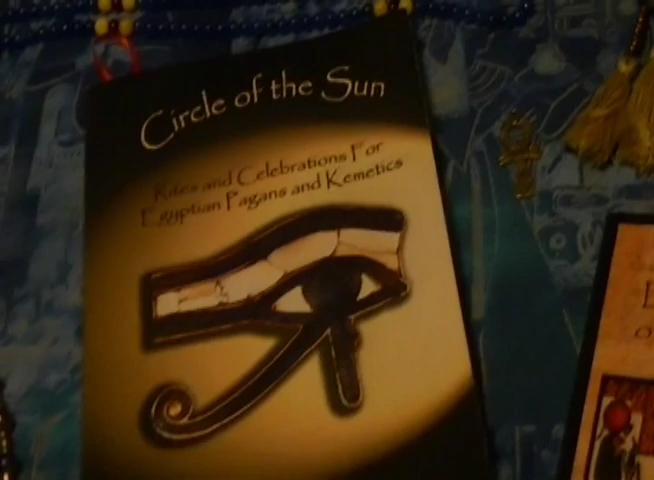 Circle of the Sun
Rites and Celebrations For
Egyptian Pagans and Kemetics